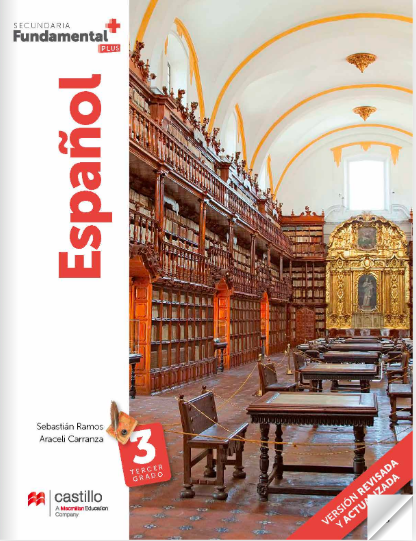 SECUNDARIA
Fundamental+
PLUS
Español
Sebastián Ramos
Araceli Carranza
3
TERCER
GRADO
castillo
A Macmillan Education
Company
VERSIÓN REVISADA
Y ACTUALIZADA